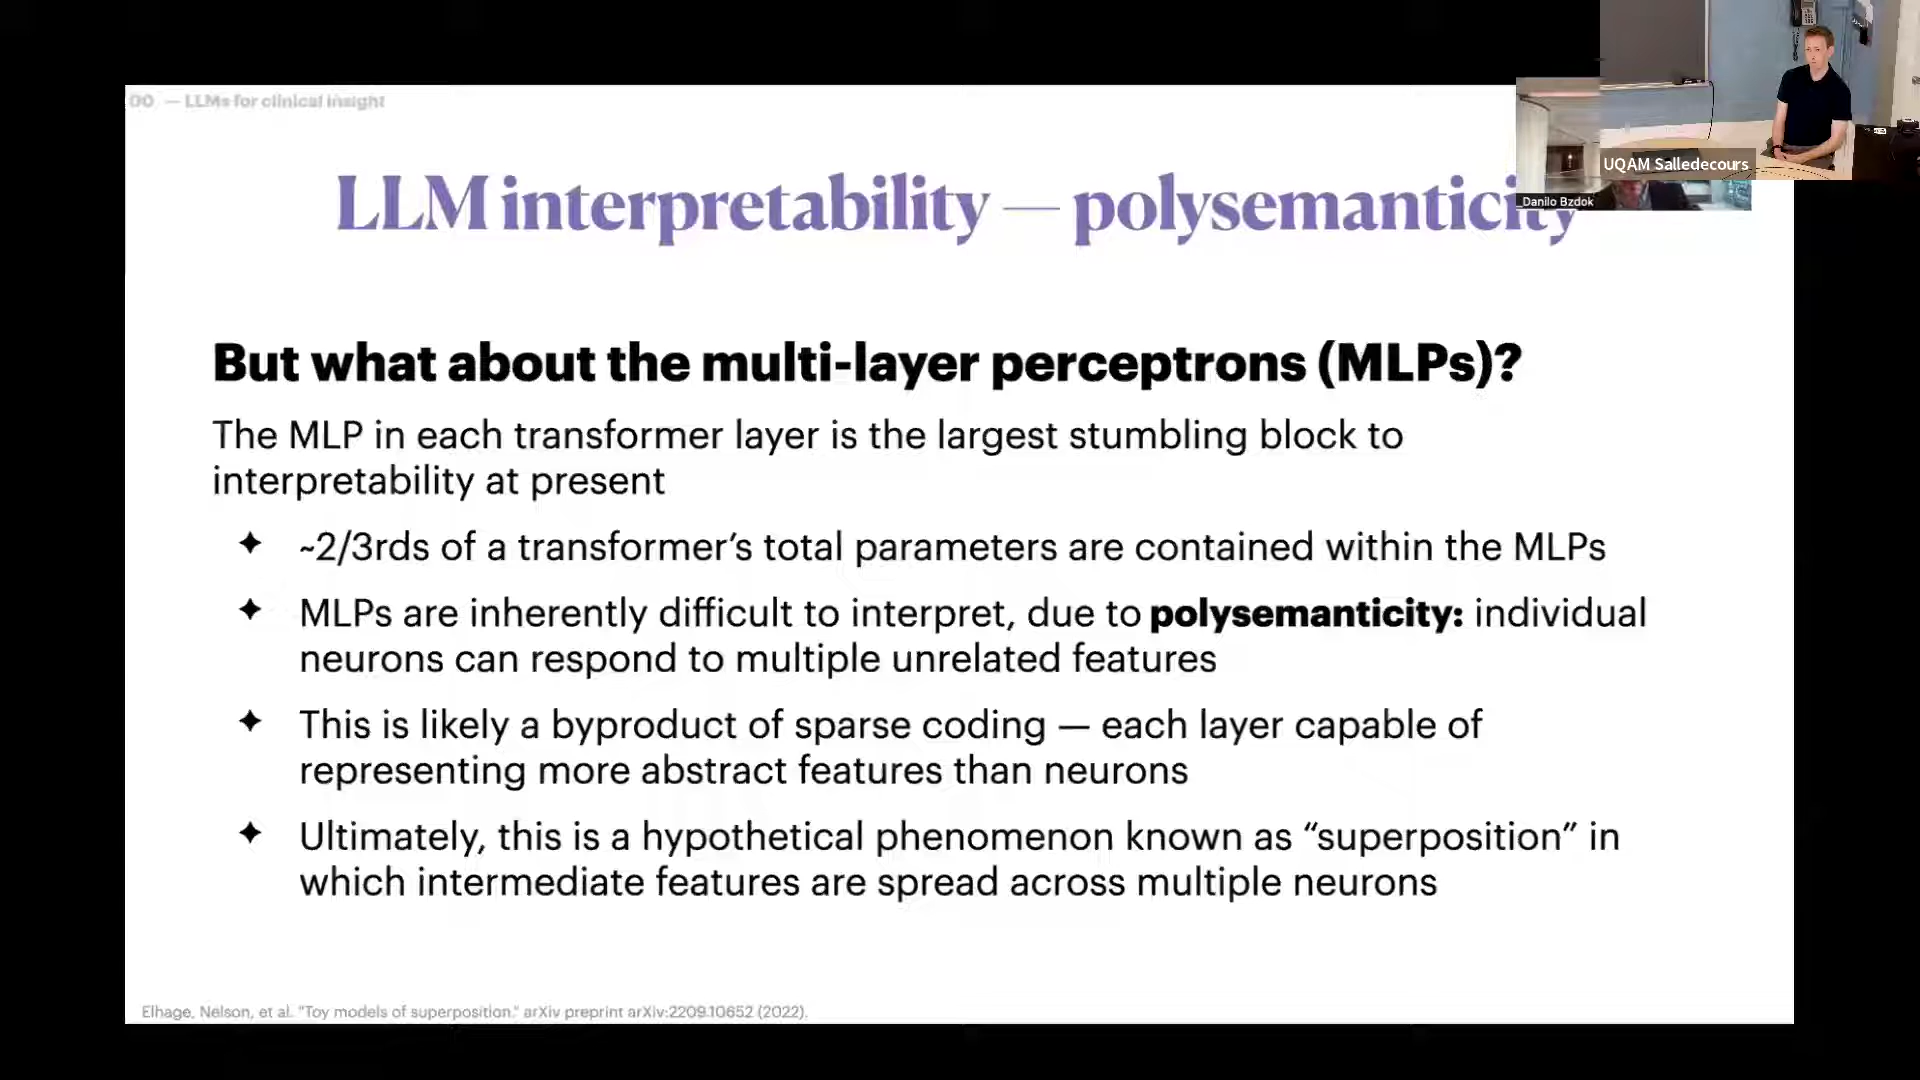 00 — LLMs for clinical insight
UQAM Salledecours
Danilo Bzdok
LLM interpretability — polysemanticity
But what about the multi-layer perceptrons (MLPs)?
The MLP in each transformer layer is the largest stumbling block to
interpretability at present
✦ ~2/3rds of a transformer’s total parameters are contained within the MLPs
✦ MLPs are inherently difficult to interpret, due to polysemanticity: individual
neurons can respond to multiple unrelated features
✦ This is likely a byproduct of sparse coding — each layer capable of
representing more abstract features than neurons
✦ Ultimately, this is a hypothetical phenomenon known as “superposition” in
which intermediate features are spread across multiple neurons
Elhage, Nelson, et al. "Toy models of superposition." arXiv preprint arXiv:2209.10652 (2022).